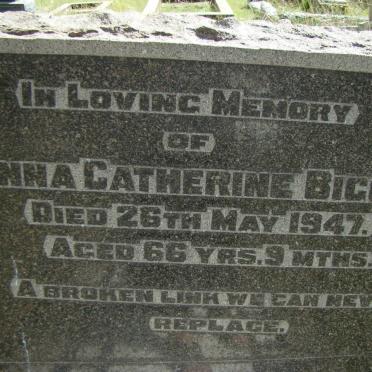 In Loving Memory
of
nna Catherine Big
Died 26th May 1947.
Aged 66 yrs. 9 mths.
A broken link we can nev
replace.